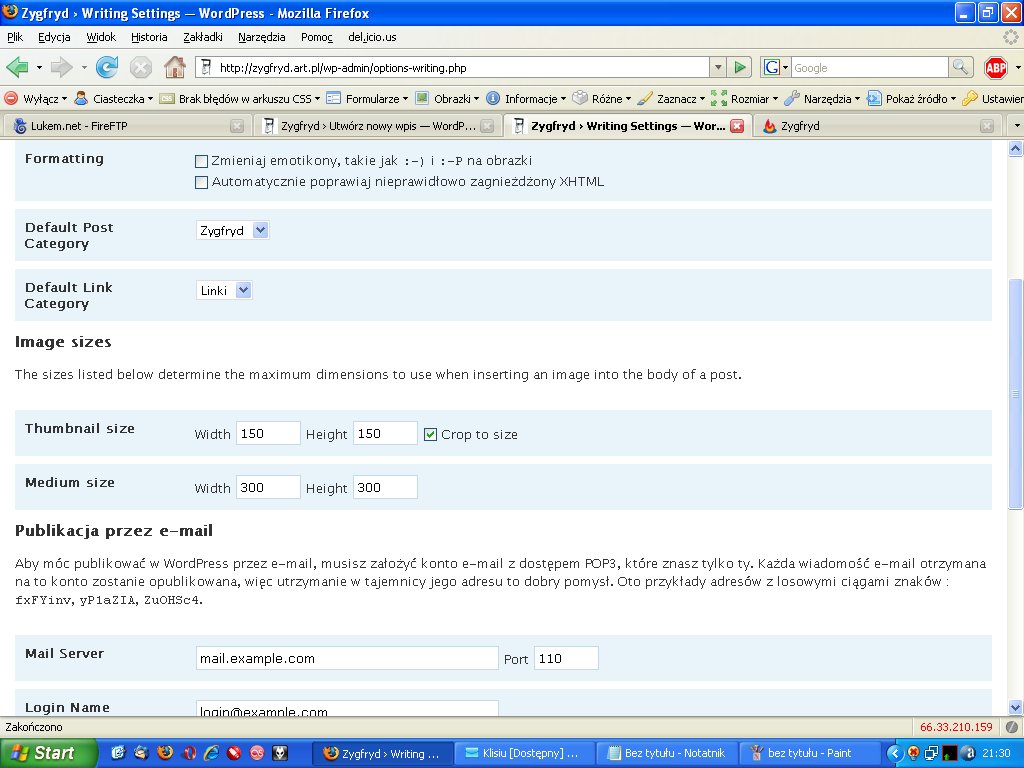 Zygfryd › Writing Settings — WordPress - Mozilla Firefox
Plik Edycja Widok Historia Zakładki Narzędzia Pomoc del.icio.us
http://zygfryd.art.pl/wp-admin/options-writing.php G Google ABP
Wyłącz Ciasteczka Brak błędów w arkuszu CSS Formularze Obrazki Informacje Różne Zaznacz Rozmiar Narzędzia Pokaż źródło Ustawier
Lukem.net - FireFTP Zygfryd › Utwórz nowy wpis — WordP... Zygfryd › Writing Settings — Wor... Zygfryd
Formatting Zmieniaj emotikony, takie jak :-) i :-P na obrazki
Automatycznie poprawiaj nieprawidłowo zagnieżdżony XHTML
Default Post Category Zygfryd
Default Link Category Linki
Image sizes
The sizes listed below determine the maximum dimensions to use when inserting an image into the body of a post.
Thumbnail size Width 150 Height 150 Crop to size
Medium size Width 300 Height 300
Publikacja przez e-mail
Aby móc publikować w WordPress przez e-mail, musisz założyć konto e-mail z dostępem POP3, które znasz tylko ty. Każda wiadomość e-mail otrzymana
na to konto zostanie opublikowana, więc utrzymanie w tajemnicy jego adresu to dobry pomysł. Oto przykłady adresów z losowymi ciągami znaków :
fxFYinv, yP1aZIA, ZuOHSc4.
Mail Server mail.example.com Port 110
Login Name login@example.com
Zakończono 66.33.210.159
Start Zygfryd › Writing ... Klisiu [Dostępny] ... Bez tytułu - Notatnik bez tytułu - Paint 21:30